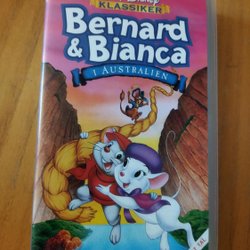 KLASSIKER
Bernard
& Bianca
I AUSTRALIEN